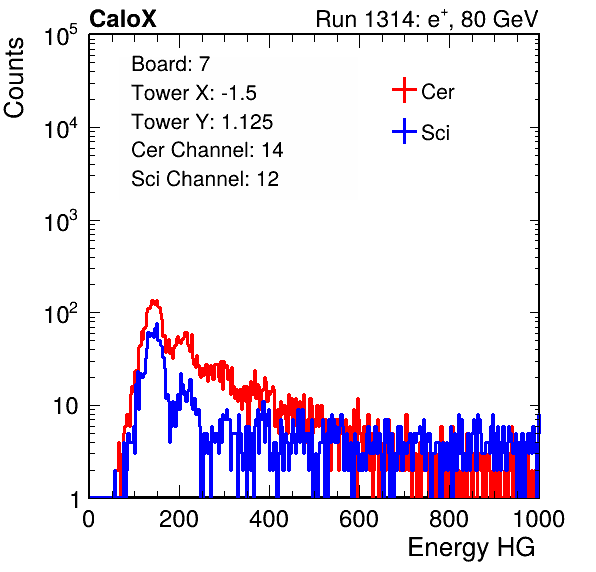 CaloX Run 1314: e⁺, 80 GeV
Counts
10⁵
10⁴
10³
10²
10
1
Board: 7
Tower X: -1.5
Tower Y: 1.125
Cer Channel: 14
Sci Channel: 12
Cer
Sci
0 200 400 600 800 1000
Energy HG